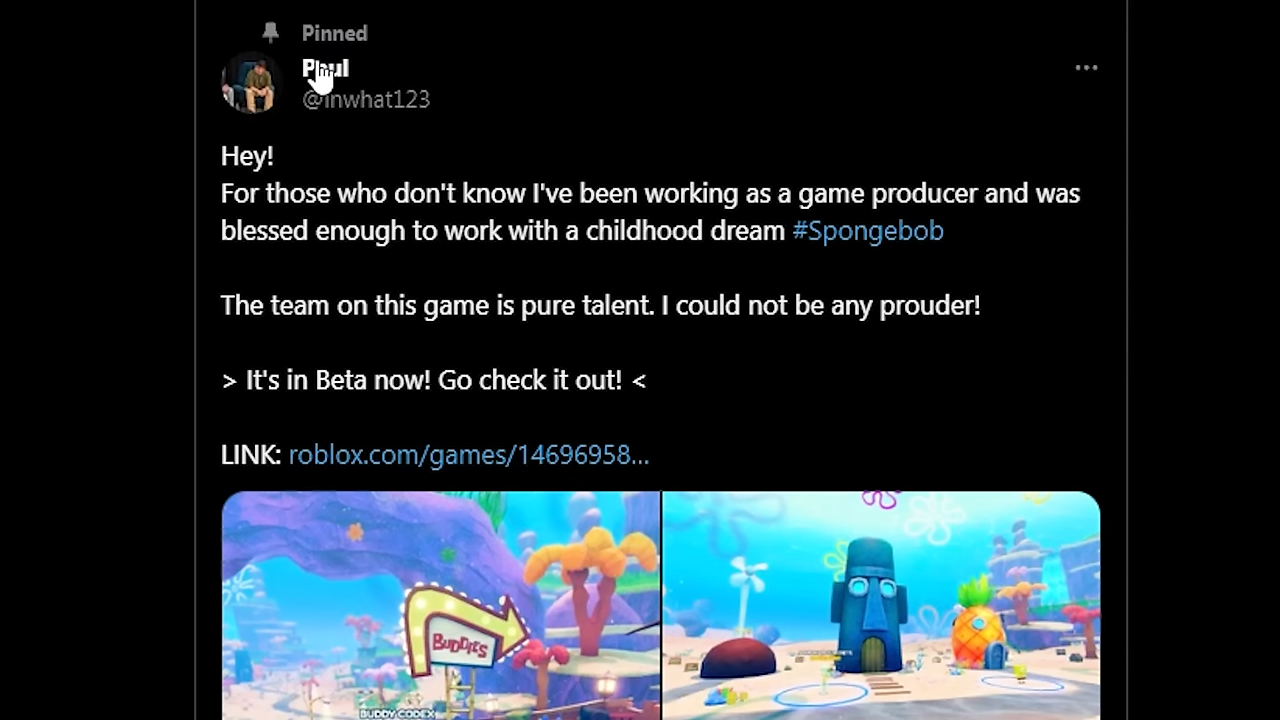 Pinned
Paul
@inwhat123
Hey!
For those who don't know I've been working as a game producer and was
blessed enough to work with a childhood dream #Spongebob
The team on this game is pure talent. I could not be any prouder!
> It's in Beta now! Go check it out! <
LINK: roblox.com/games/14696958...
BUDDIES
BUDDY CODEX